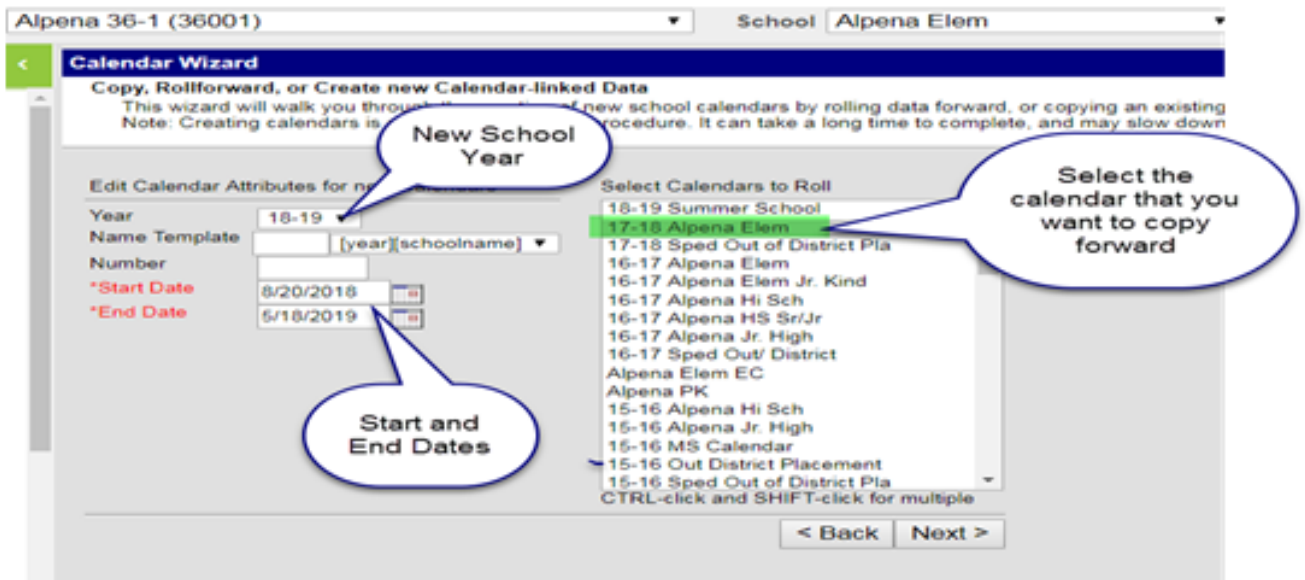 Alpena 36-1 (36001) School Alpena Elem
<
Calendar Wizard
Copy, Rollforward, or Create new Calendar-linked Data
This wizard will walk you through of new school calendars by rolling data forward, or copying an existing
Note: Creating calendars is rocedure. It can take a long time to complete, and may slow down
New School
Year
Select the
calendar that you
want to copy
forward
Edit Calendar Attributes for
Year 18-19
Name Template [year][schoolname]
Number
*Start Date 8/20/2018
*End Date 5/18/2019
Start and
End Dates
Select Calendars to Roll
18-19 Summer School
17-18 Alpena Elem
17-18 Sped Out of District Pla
16-17 Alpena Elem
16-17 Alpena Elem Jr. Kind
16-17 Alpena Hi Sch
16-17 Alpena HS Sr/Jr
16-17 Alpena Jr. High
16-17 Sped Out/ District
Alpena Elem EC
Alpena PK
15-16 Alpena Hi Sch
15-16 Alpena Jr. High
15-16 MS Calendar
15-16 Out District Placement
15-16 Sped Out of District Pla
CTRL-click and SHIFT-click for multiple
< Back Next >